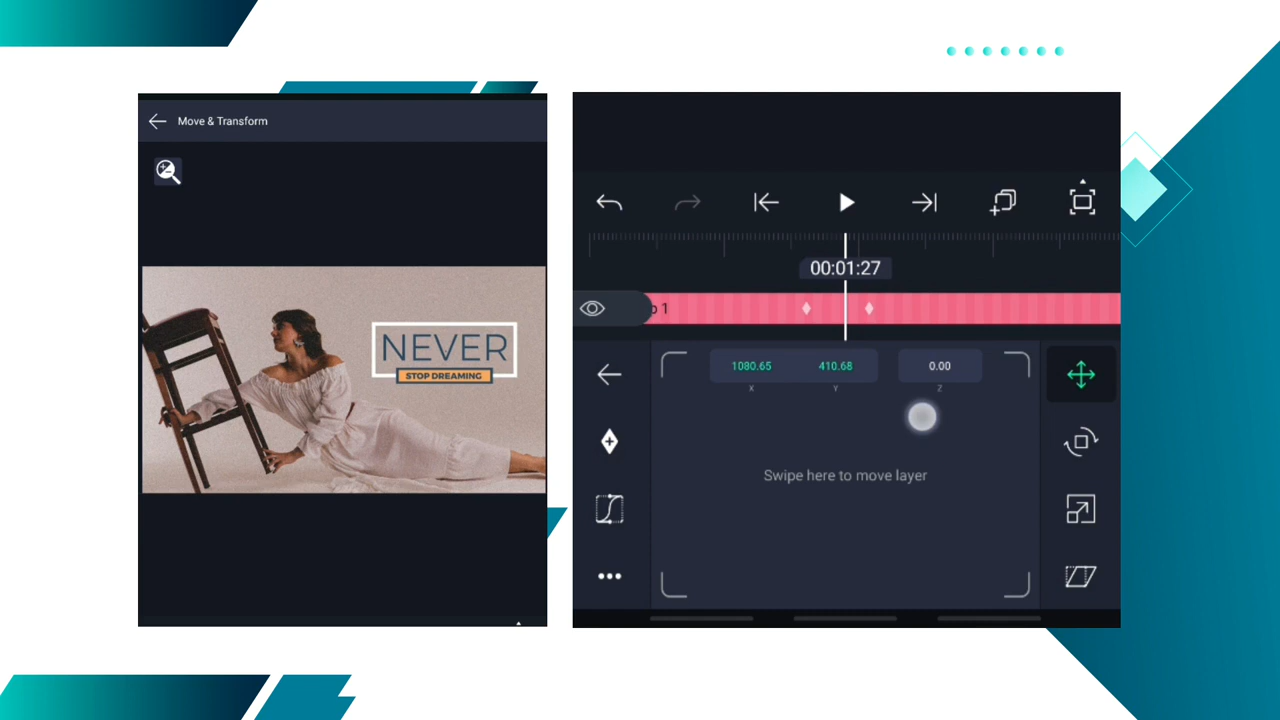 Move & Transform
NEVER
STOP DREAMING
00:01:27
p 1
1080.65 410.68 0.00
X Y Z
Swipe here to move layer